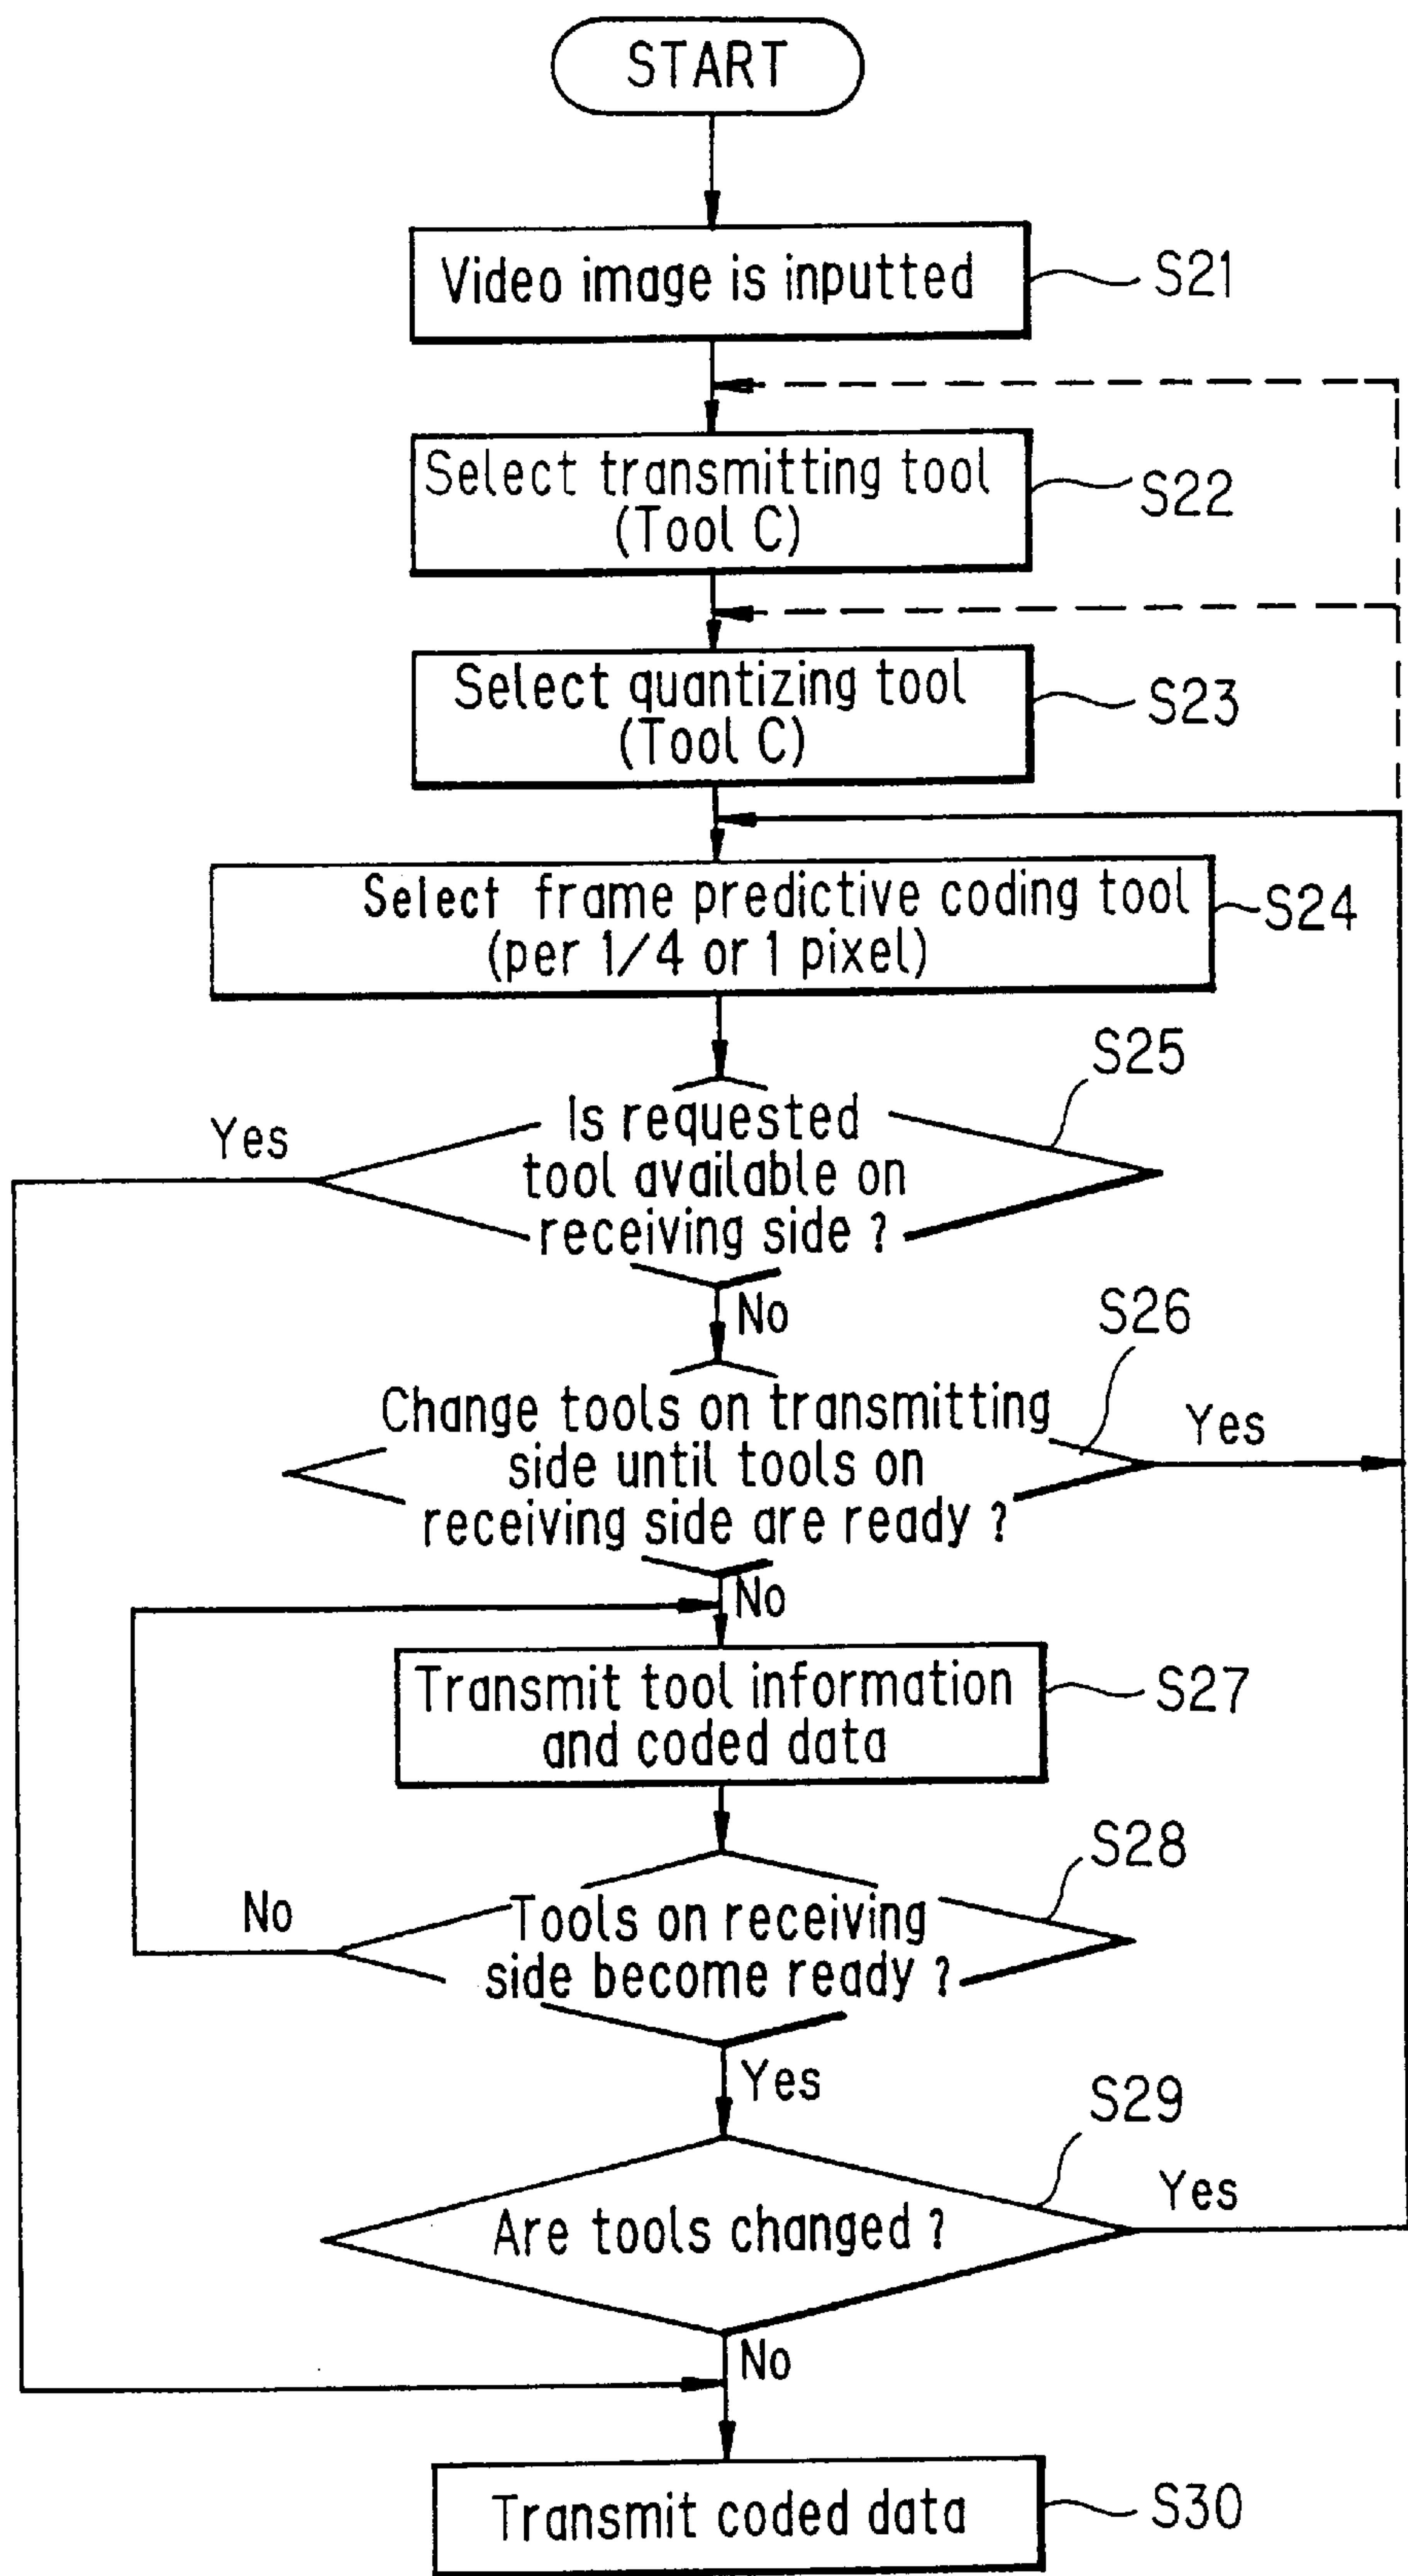 START
Video image is inputted
S21
Select transmitting tool
(Tool C)
S22
Select quantizing tool
(Tool C)
S23
Select frame predictive coding tool
(per 1/4 or 1 pixel)
S24
S25
Yes
Is requested
tool available on
receiving side ?
No
S26
Change tools on transmitting
side until tools on
receiving side are ready ?
Yes
No
Transmit tool information
and coded data
S27
S28
No
Tools on receiving
side become ready ?
Yes
S29
Are tools changed ?
Yes
No
Transmit coded data
S30